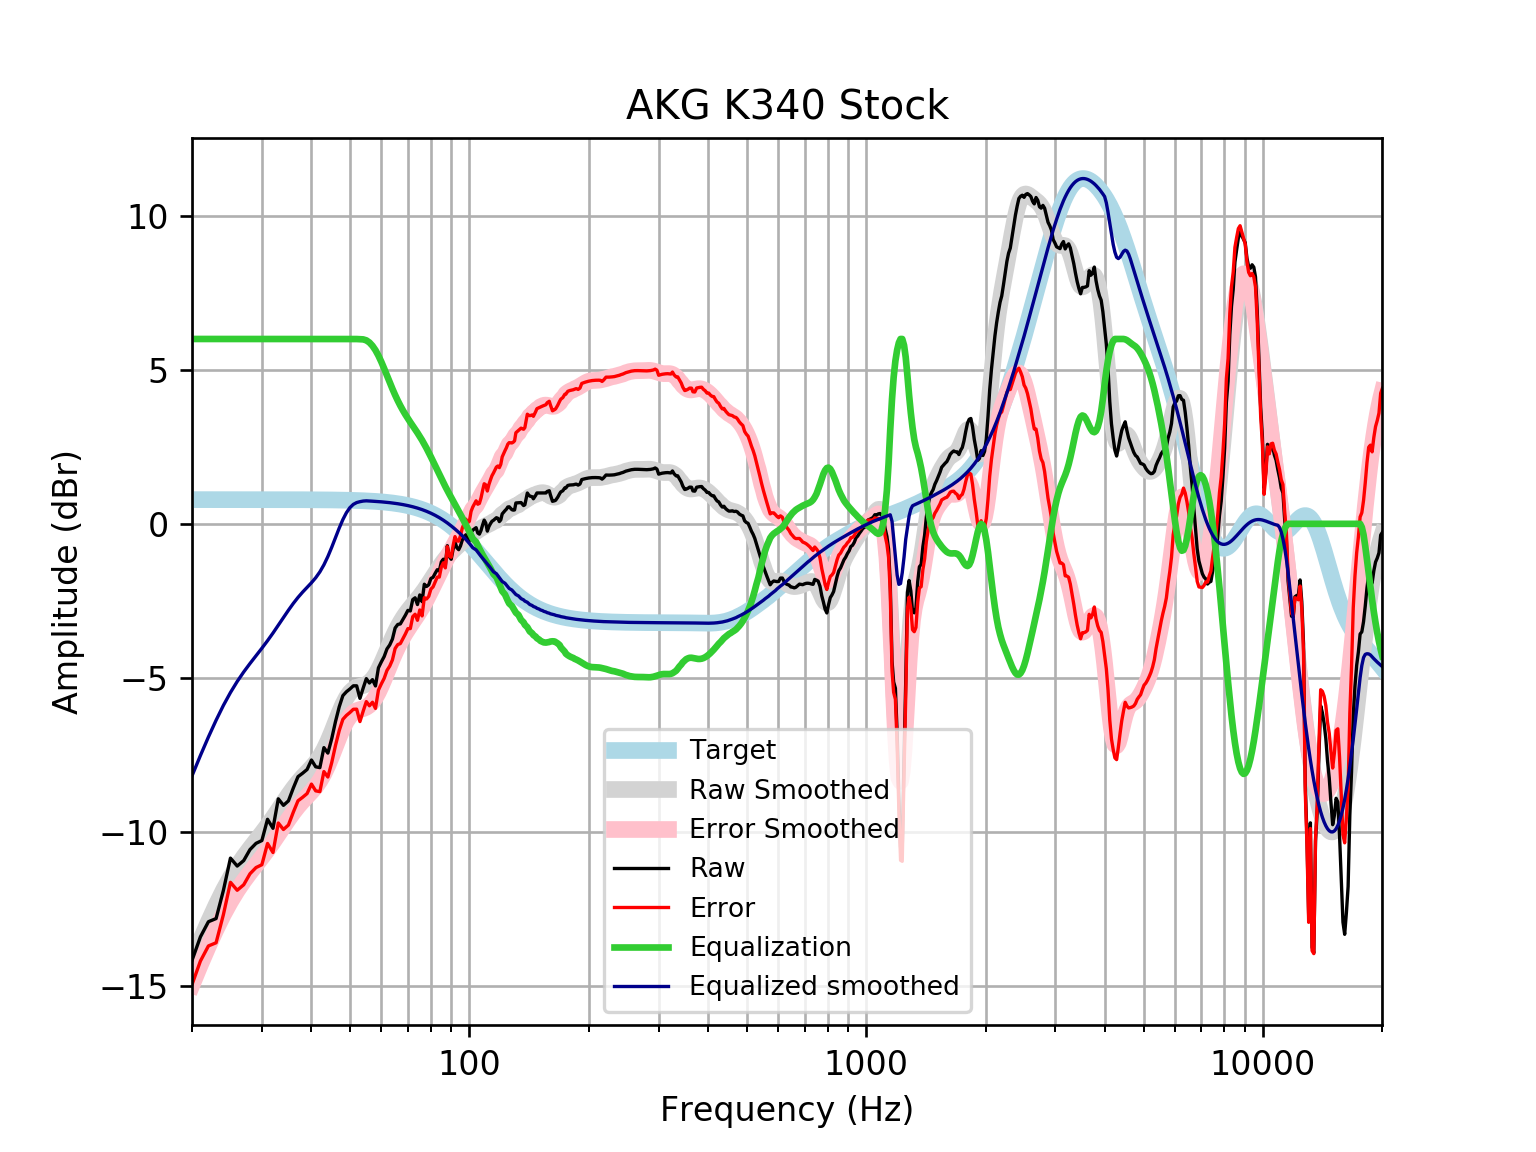 AKG K340 Stock
Amplitude (dBr)
10
5
0
−5
−10
−15
Target
Raw Smoothed
Error Smoothed
Raw
Error
Equalization
Equalized smoothed
100 1000 10000
Frequency (Hz)